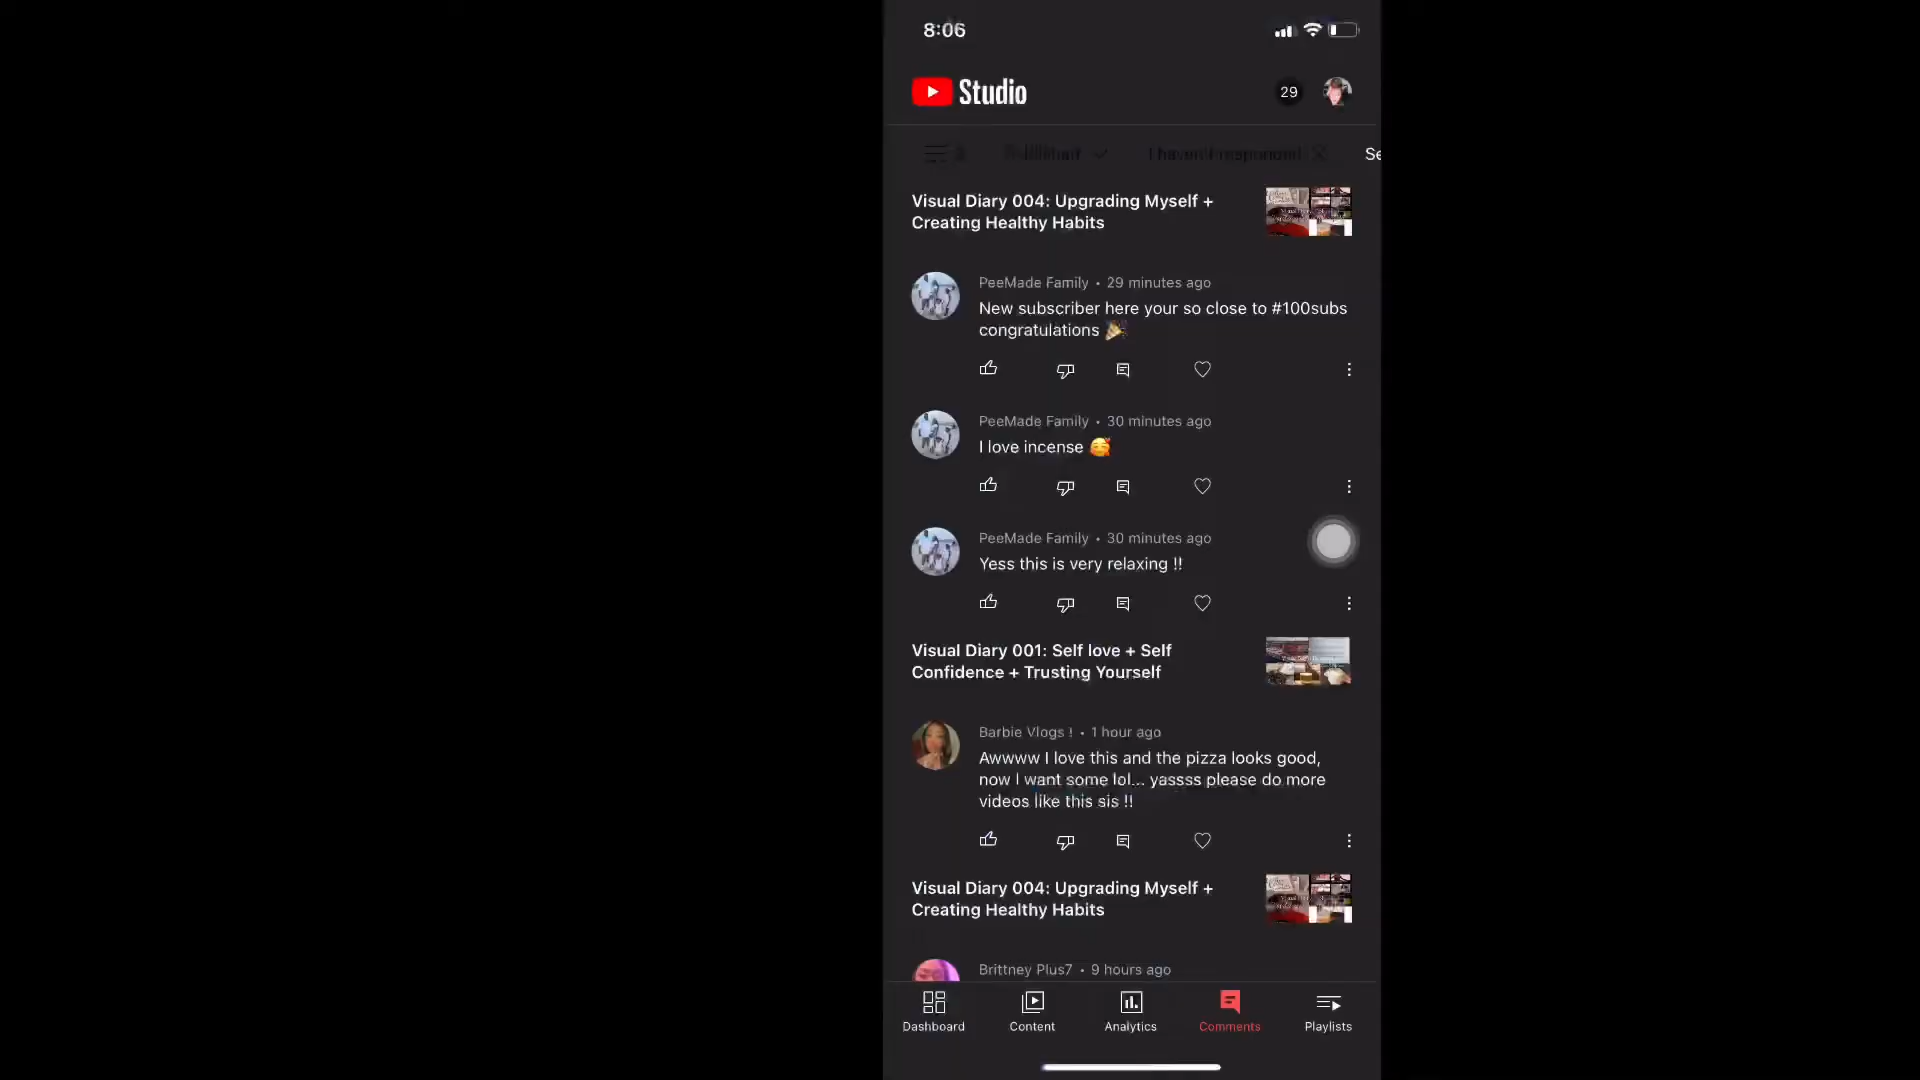 8:06
Studio
29
Published
I haven't responded
Se
Visual Diary 004: Upgrading Myself +
Creating Healthy Habits
PeeMade Family • 29 minutes ago
New subscriber here your so close to #100subs
congratulations 🎉
PeeMade Family • 30 minutes ago
I love incense 🥰
PeeMade Family • 30 minutes ago
Yess this is very relaxing !!
Visual Diary 001: Self love + Self
Confidence + Trusting Yourself
Barbie Vlogs ! • 1 hour ago
Awwww I love this and the pizza looks good,
now I want some lol... yassss please do more
videos like this sis !!
Visual Diary 004: Upgrading Myself +
Creating Healthy Habits
Brittney Plus7 • 9 hours ago
Dashboard
Content
Analytics
Comments
Playlists